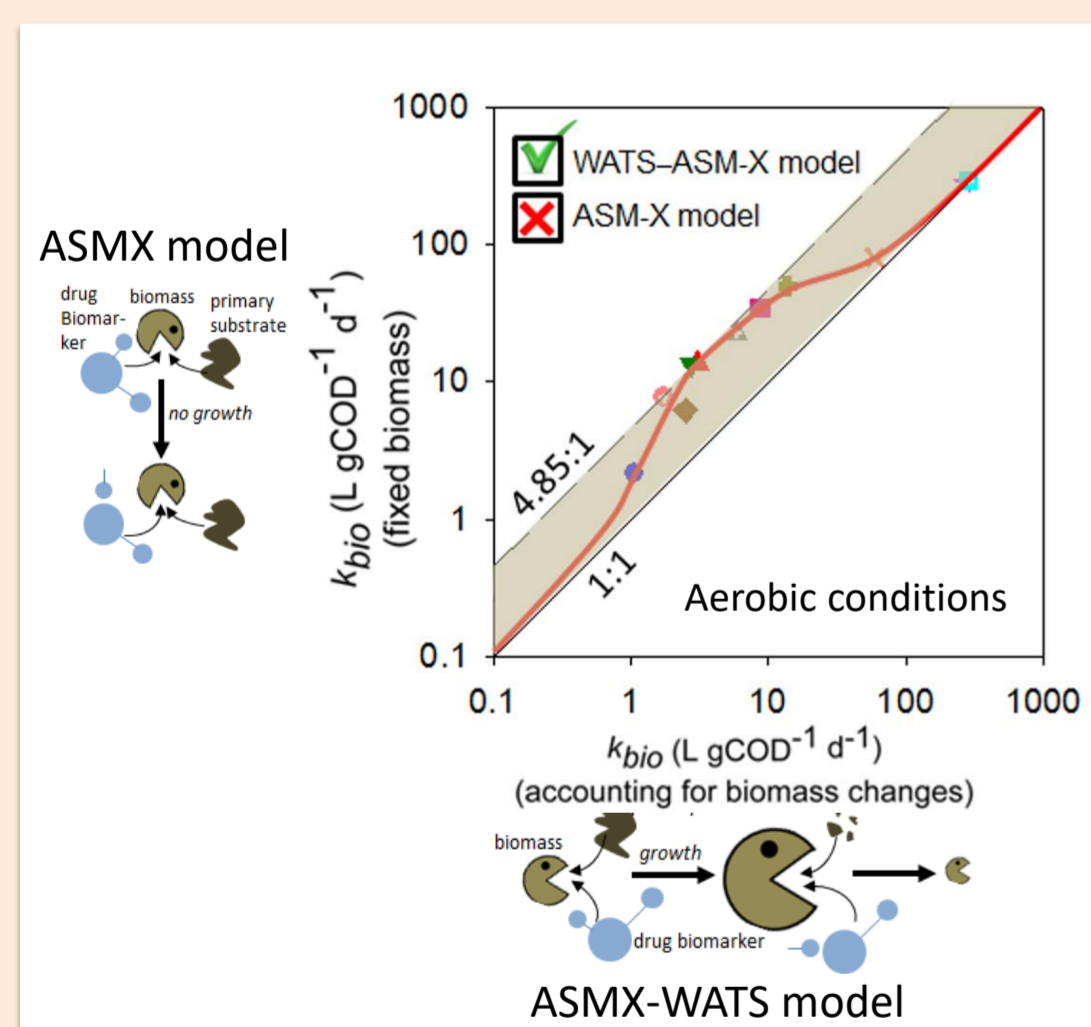 1000
WATS–ASM-X model
ASM-X model
100
10
1
0.1
4.85:1
1:1
Aerobic conditions
k_bio (L gCOD⁻¹ d⁻¹)
(fixed biomass)
0.1 1 10 100 1000
k_bio (L gCOD⁻¹ d⁻¹)
(accounting for biomass changes)
ASMX model
drug
Biomar-
ker
biomass
primary
substrate
no growth
biomass
growth
drug biomarker
ASMX-WATS model